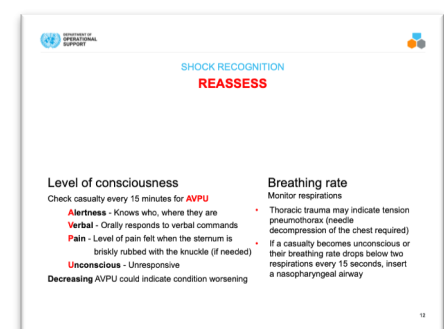 DEPARTMENT OF
OPERATIONAL
SUPPORT
SHOCK RECOGNITION
REASSESS
Level of consciousness
Check casualty every 15 minutes for AVPU
Alertness - Knows who, where they are
Verbal - Orally responds to verbal commands
Pain - Level of pain felt when the sternum is
briskly rubbed with the knuckle (if needed)
Unconscious - Unresponsive
Decreasing AVPU could indicate condition worsening
Breathing rate
Monitor respirations
• Thoracic trauma may indicate tension
pneumothorax (needle
decompression of the chest required)
• If a casualty becomes unconscious or
their breathing rate drops below two
respirations every 15 seconds, insert
a nasopharyngeal airway
12